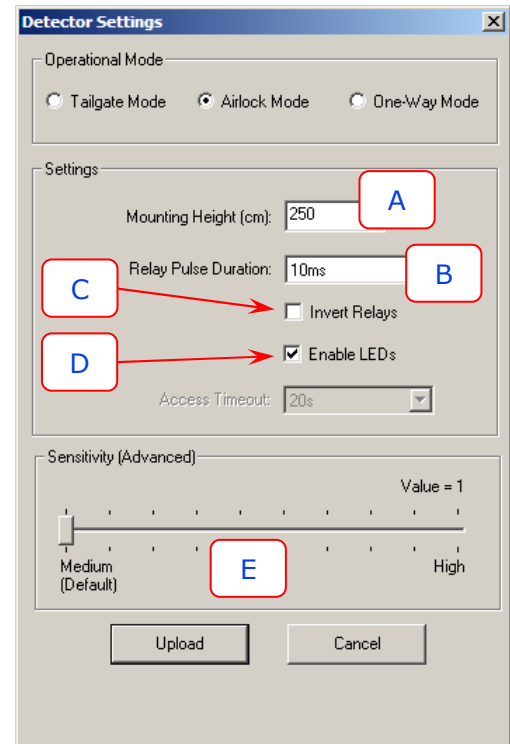 Detector Settings
Operational Mode
Tailgate Mode Airlock Mode One-Way Mode
Settings
Mounting Height (cm): 250 A
Relay Pulse Duration: 10ms B
C Invert Relays
D Enable LEDs
Access Timeout: 20s
Sensitivity (Advanced)
Value = 1
Medium High
(Default)
E
Upload Cancel